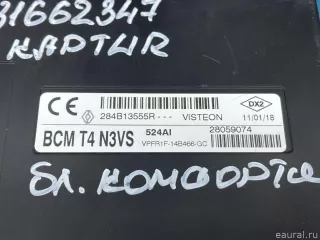 31662347
КАПТЫR
CE 284B13555R--- VISTEON DX2
11/01/18
BCM T4 N3VS 524AI 28059074
VPFR1F-14B466-GC
бл. комфорта
eaural.ru